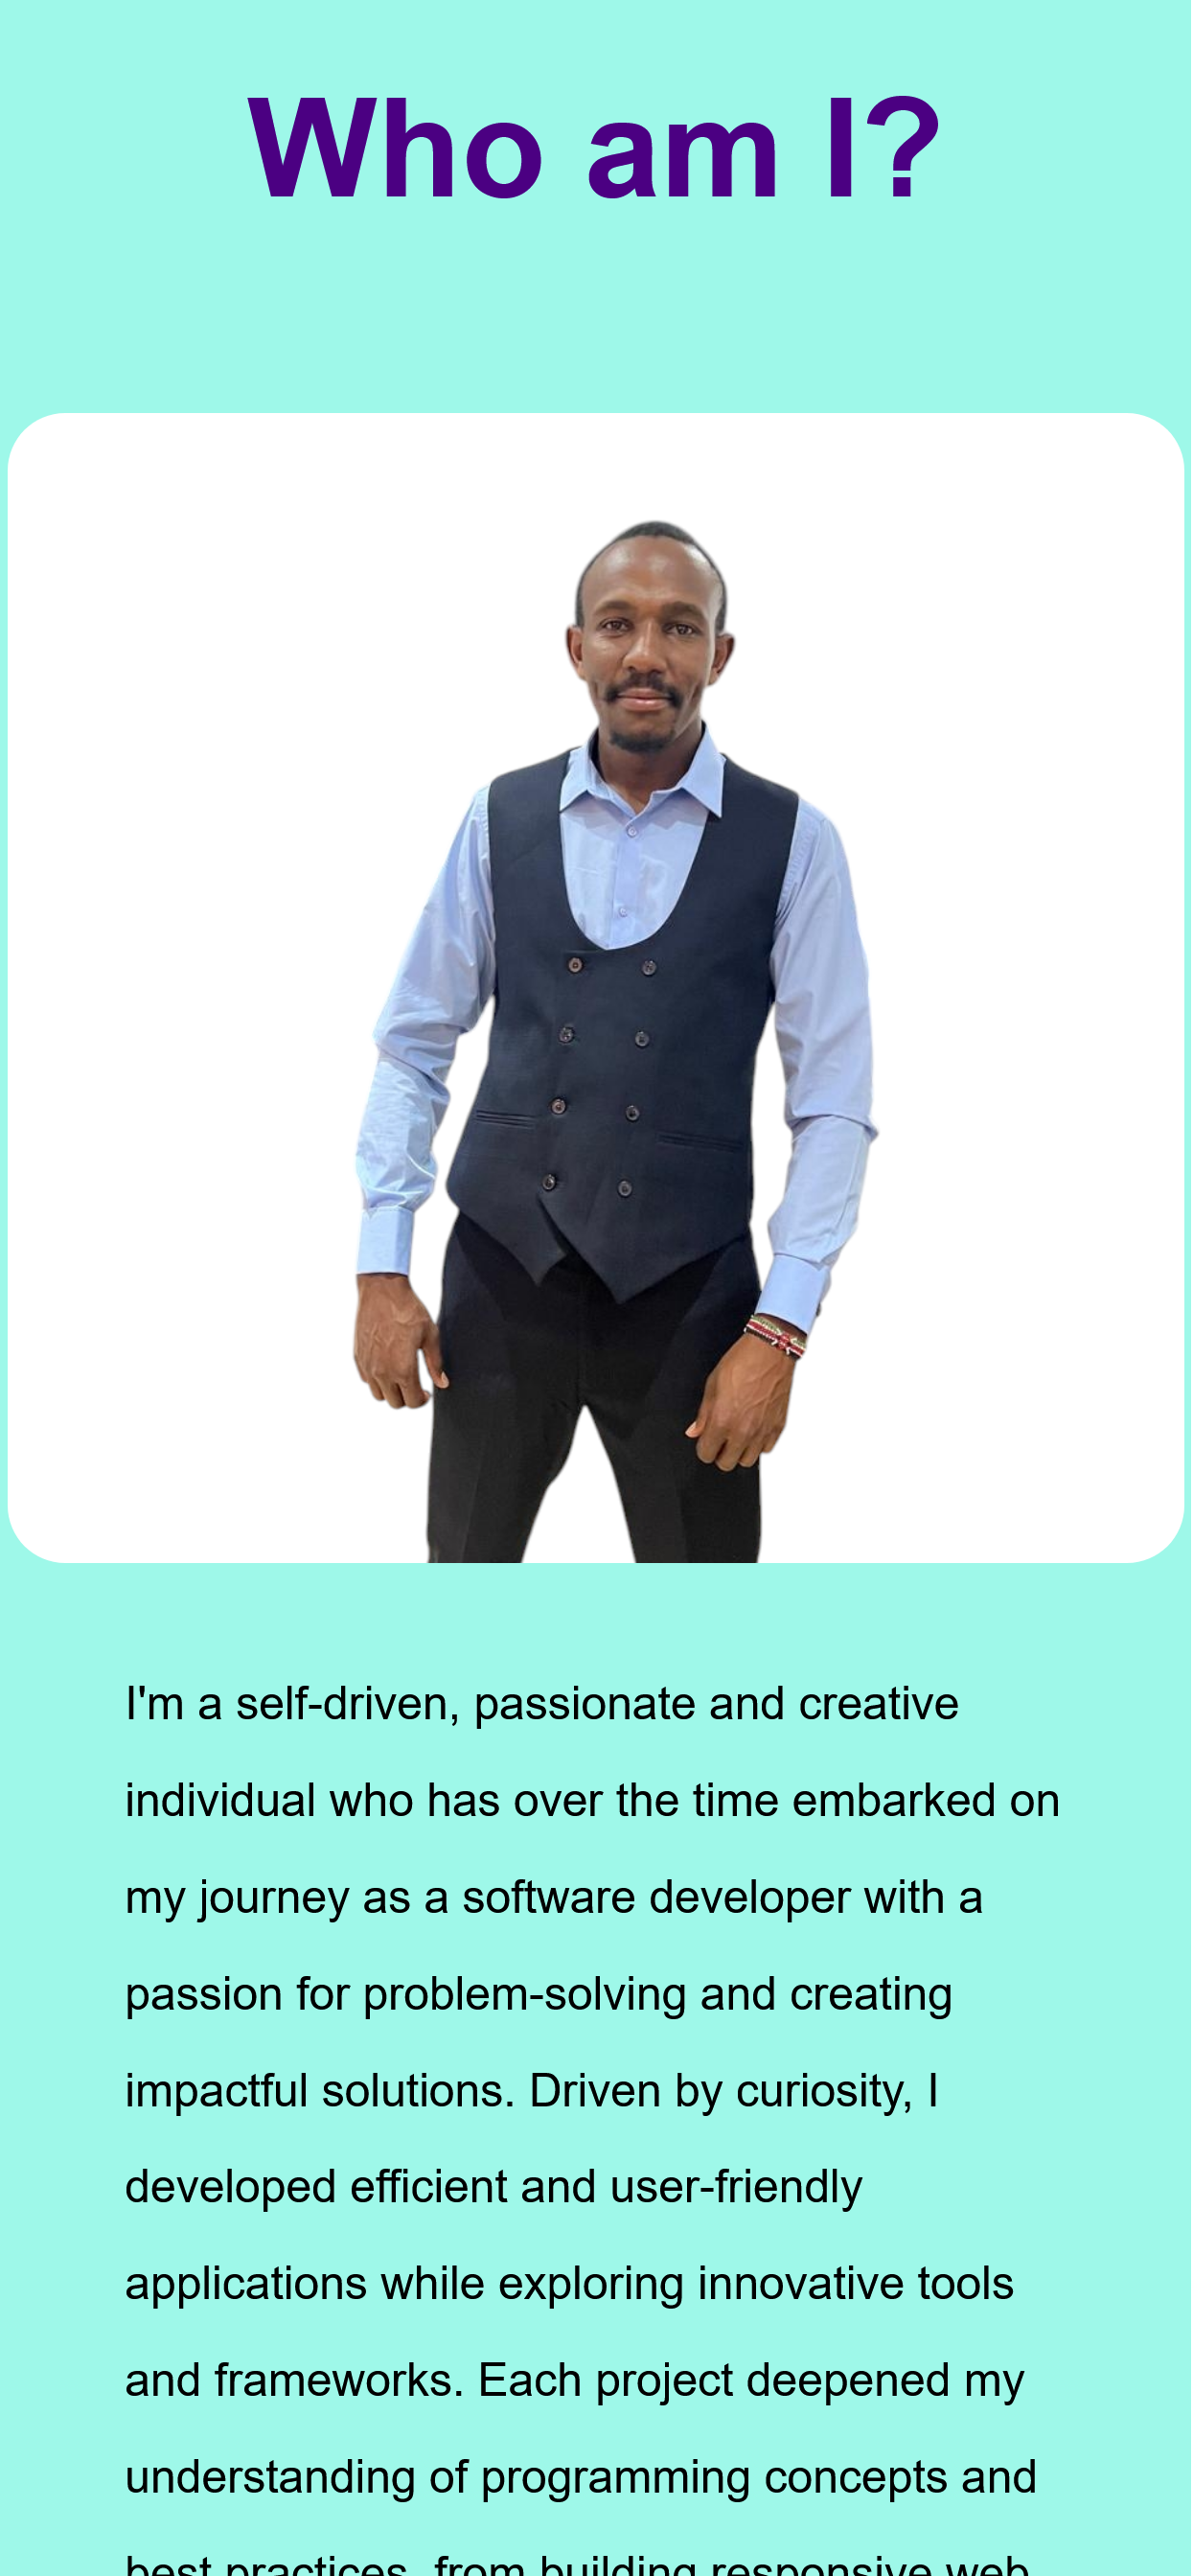 Who am I?
I'm a self-driven, passionate and creative
individual who has over the time embarked on
my journey as a software developer with a
passion for problem-solving and creating
impactful solutions. Driven by curiosity, I
developed efficient and user-friendly
applications while exploring innovative tools
and frameworks. Each project deepened my
understanding of programming concepts and
best practices, from building responsive web